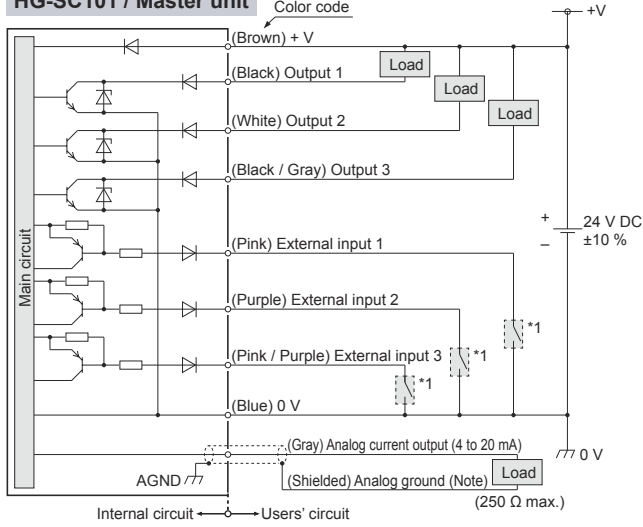 HG-SC101 / Master unit
Color code
+V
(Brown) + V
(Black) Output 1
Load
Load
(White) Output 2
Load
(Black / Gray) Output 3
+
24 V DC
–
±10 %
Main circuit
(Pink) External input 1
(Purple) External input 2
*1
(Pink / Purple) External input 3
*1
*1
(Blue) 0 V
(Gray) Analog current output (4 to 20 mA)
0 V
AGND
(Shielded) Analog ground (Note)
Load
(250 Ω max.)
Internal circuit
Users' circuit